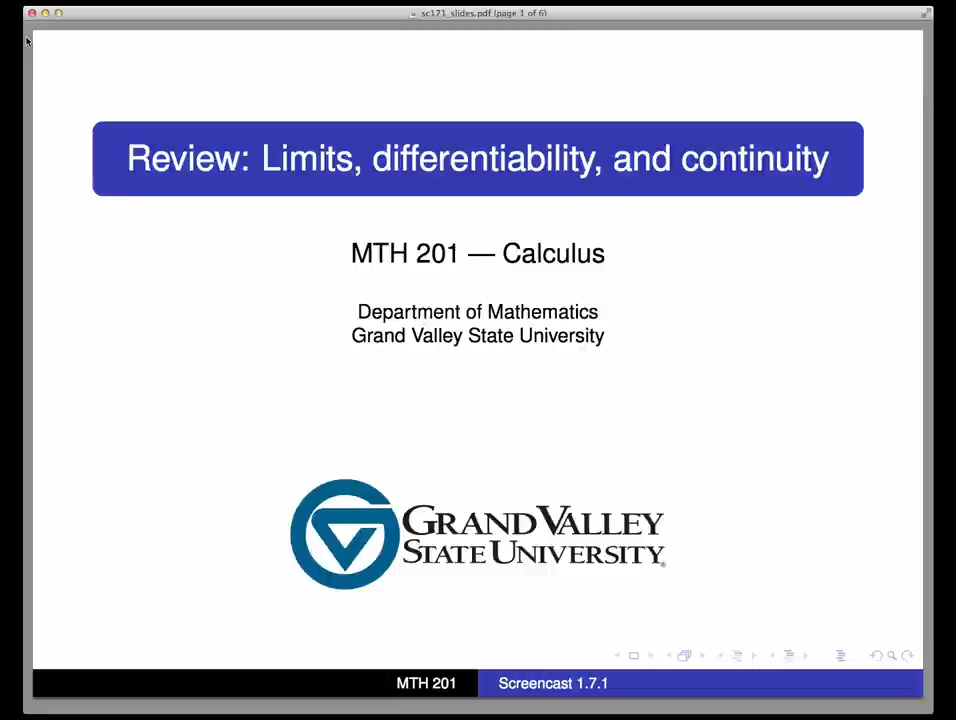 sc171_slides.pdf (page 1 of 6)
Review: Limits, differentiability, and continuity
MTH 201 — Calculus
Department of Mathematics
Grand Valley State University
GRAND VALLEY
STATE UNIVERSITY®
MTH 201 Screencast 1.7.1